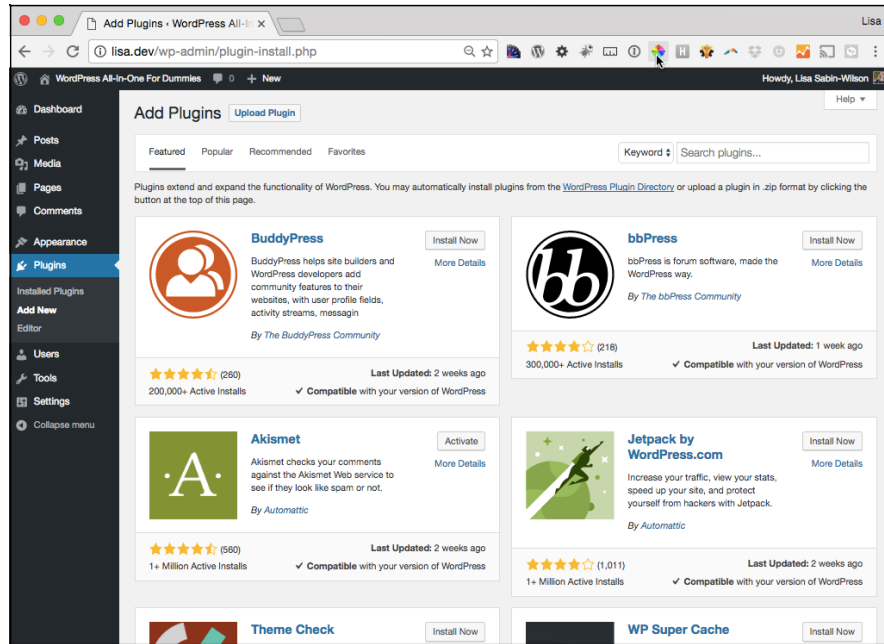 Add Plugins ‹ WordPress All-In
Lisa
lisa.dev/wp-admin/plugin-install.php
WordPress All-In-One For Dummies 0 + New
Howdy, Lisa Sabin-Wilson
Help
Dashboard
Posts
Media
Pages
Comments
Appearance
Plugins
Installed Plugins
Add New
Editor
Users
Tools
Settings
Collapse menu
Add Plugins Upload Plugin
Featured Popular Recommended Favorites
Keyword Search plugins...
Plugins extend and expand the functionality of WordPress. You may automatically install plugins from the WordPress Plugin Directory or upload a plugin in .zip format by clicking the
button at the top of this page.
BuddyPress
Install Now
More Details
BuddyPress helps site builders and
WordPress developers add
community features to their
websites, with user profile fields,
activity streams, messagin
By The BuddyPress Community
(260)
Last Updated: 2 weeks ago
200,000+ Active Installs
✓ Compatible with your version of WordPress
bb
bbPress
Install Now
More Details
bbPress is forum software, made the
WordPress way.
By The bbPress Community
(218)
Last Updated: 1 week ago
300,000+ Active Installs
✓ Compatible with your version of WordPress
·A·
Akismet
Activate
More Details
Akismet checks your comments
against the Akismet Web service to
see if they look like spam or not.
By Automattic
(560)
Last Updated: 2 weeks ago
1+ Million Active Installs
✓ Compatible with your version of WordPress
Jetpack by
WordPress.com
Install Now
More Details
Increase your traffic, view your stats,
speed up your site, and protect
yourself from hackers with Jetpack.
By Automattic
(1,011)
Last Updated: 2 weeks ago
1+ Million Active Installs
✓ Compatible with your version of WordPress
Theme Check
Install Now
WP Super Cache
Install Now